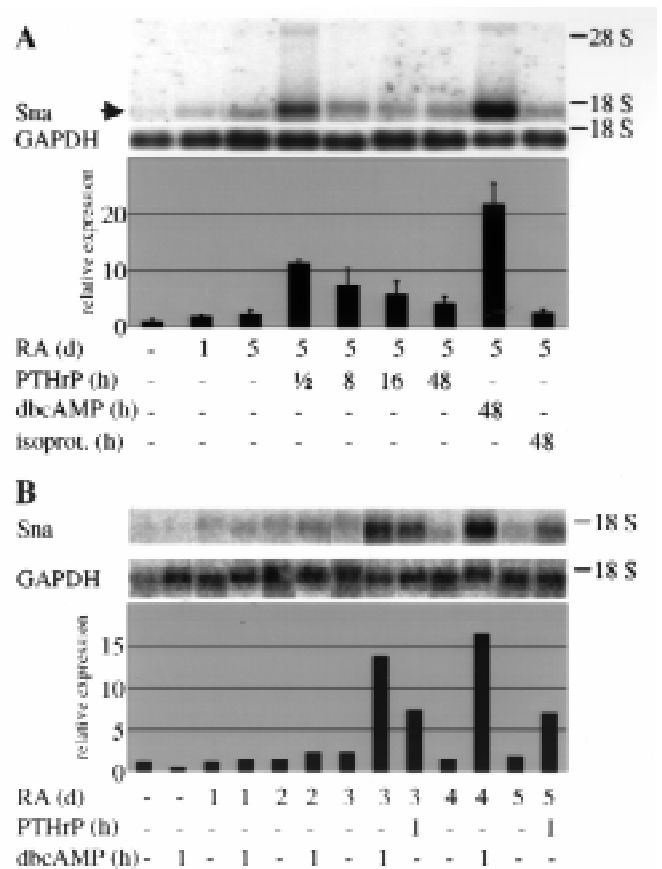 A
28 S
Sna
18 S
GAPDH
18 S
relative expression
20
10
0
RA (d) - 1 5 5 5 5 5 5 5
PTHrP (h) - - - ½ 8 16 48 - -
dbcAMP (h) - - - - - - - 48 -
isoprot. (h) - - - - - - - - 48
B
Sna
18 S
GAPDH
18 S
relative expression
15
10
5
0
RA (d) - - 1 1 2 2 3 3 3 4 4 5 5
PTHrP (h) - - - - - - - - 1 - - - 1
dbcAMP (h) - 1 - 1 - 1 - 1 - - 1 - -